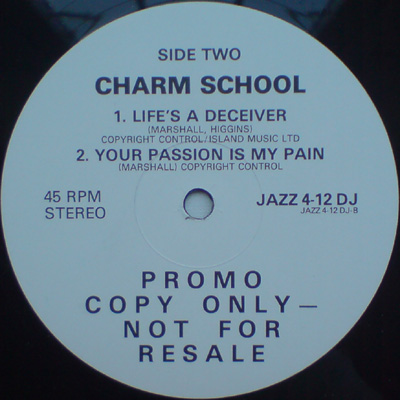 SIDE TWO
CHARM SCHOOL
1. LIFE'S A DECEIVER
(MARSHALL, HIGGINS)
COPYRIGHT CONTROL/ISLAND MUSIC LTD
2. YOUR PASSION IS MY PAIN
(MARSHALL) COPYRIGHT CONTROL
45 RPM
STEREO
JAZZ 4-12 DJ
JAZZ 4-12 DJ-B
PROMO
COPY ONLY—
NOT FOR
RESALE